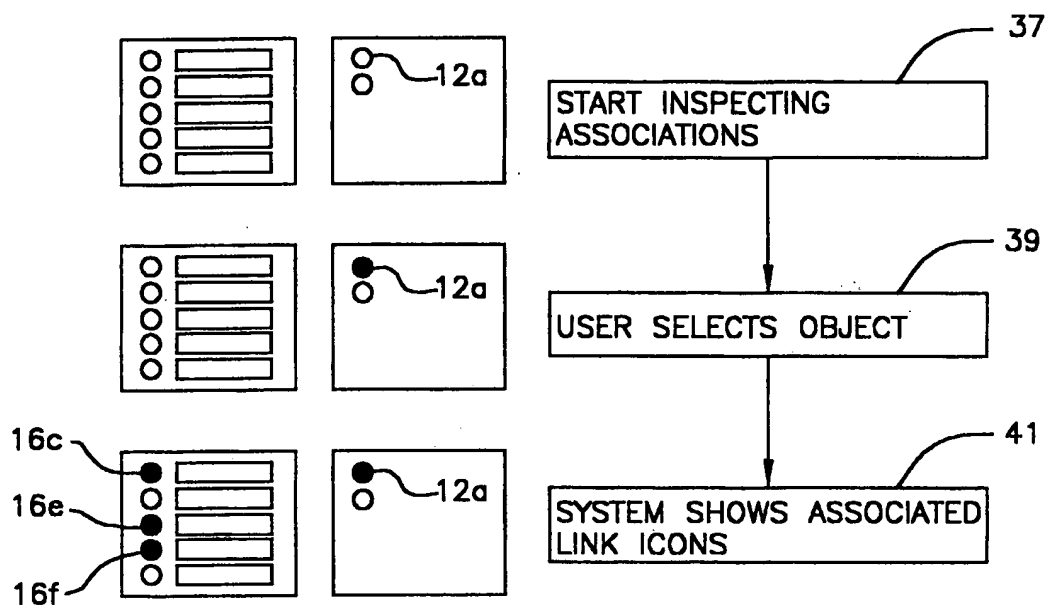 37
12a
START INSPECTING
ASSOCIATIONS
39
12a
USER SELECTS OBJECT
41
16c
12a
16e
SYSTEM SHOWS ASSOCIATED
LINK ICONS
16f